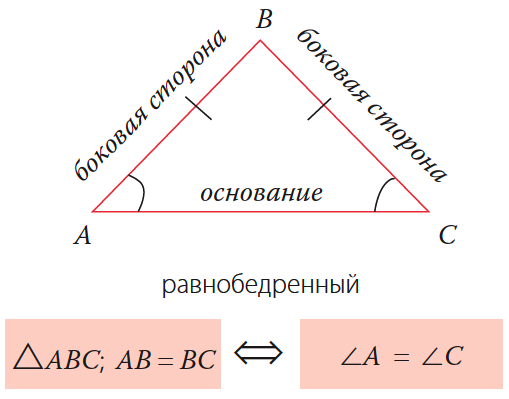 B
боковая сторона
боковая сторона
основание
A
C
равнобедренный
△ABC; AB = BC ⇔ ∠A = ∠C